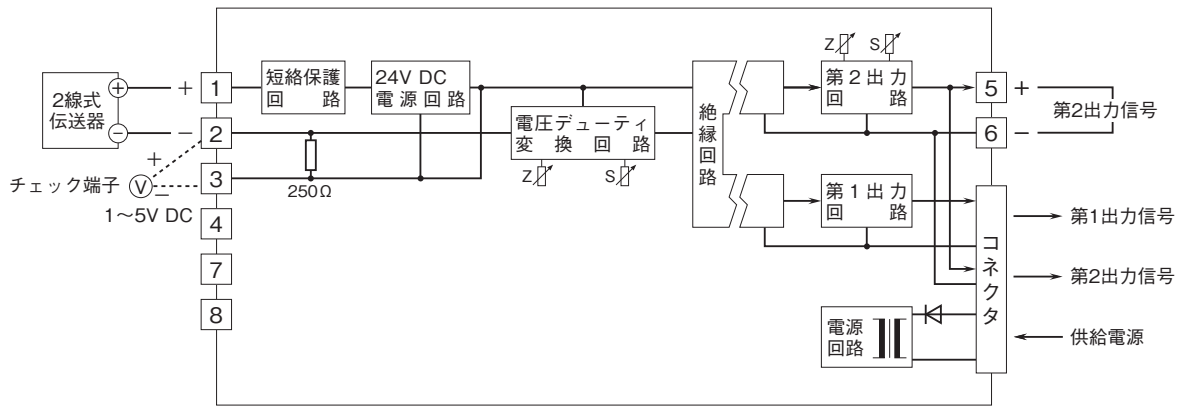 2線式
伝送器
+
−
+
−
1
2
3
4
7
8
チェック端子
V
+
−
1〜5V DC
短絡保護
回路
24V DC
電源回路
250Ω
電圧デューティ
変換回路
Z
S
絶縁回路
Z
S
第2出力
回路
第1出力
回路
電源
回路
コネクタ
5
6
+
−
第2出力信号
第1出力信号
第2出力信号
供給電源